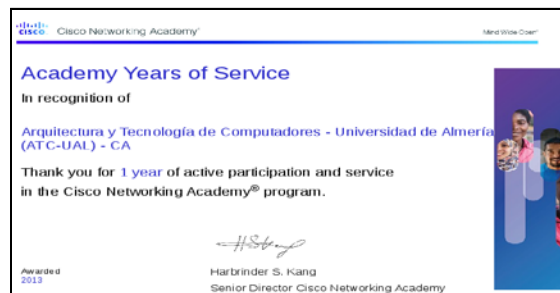 CISCO Cisco Networking Academy® Mind Wide Open®
Academy Years of Service
In recognition of
Arquitectura y Tecnología de Computadores - Universidad de Almería
(ATC-UAL) - CA
Thank you for 1 year of active participation and service
in the Cisco Networking Academy® program.
Awarded
2013
Harbrinder S. Kang
Senior Director Cisco Networking Academy